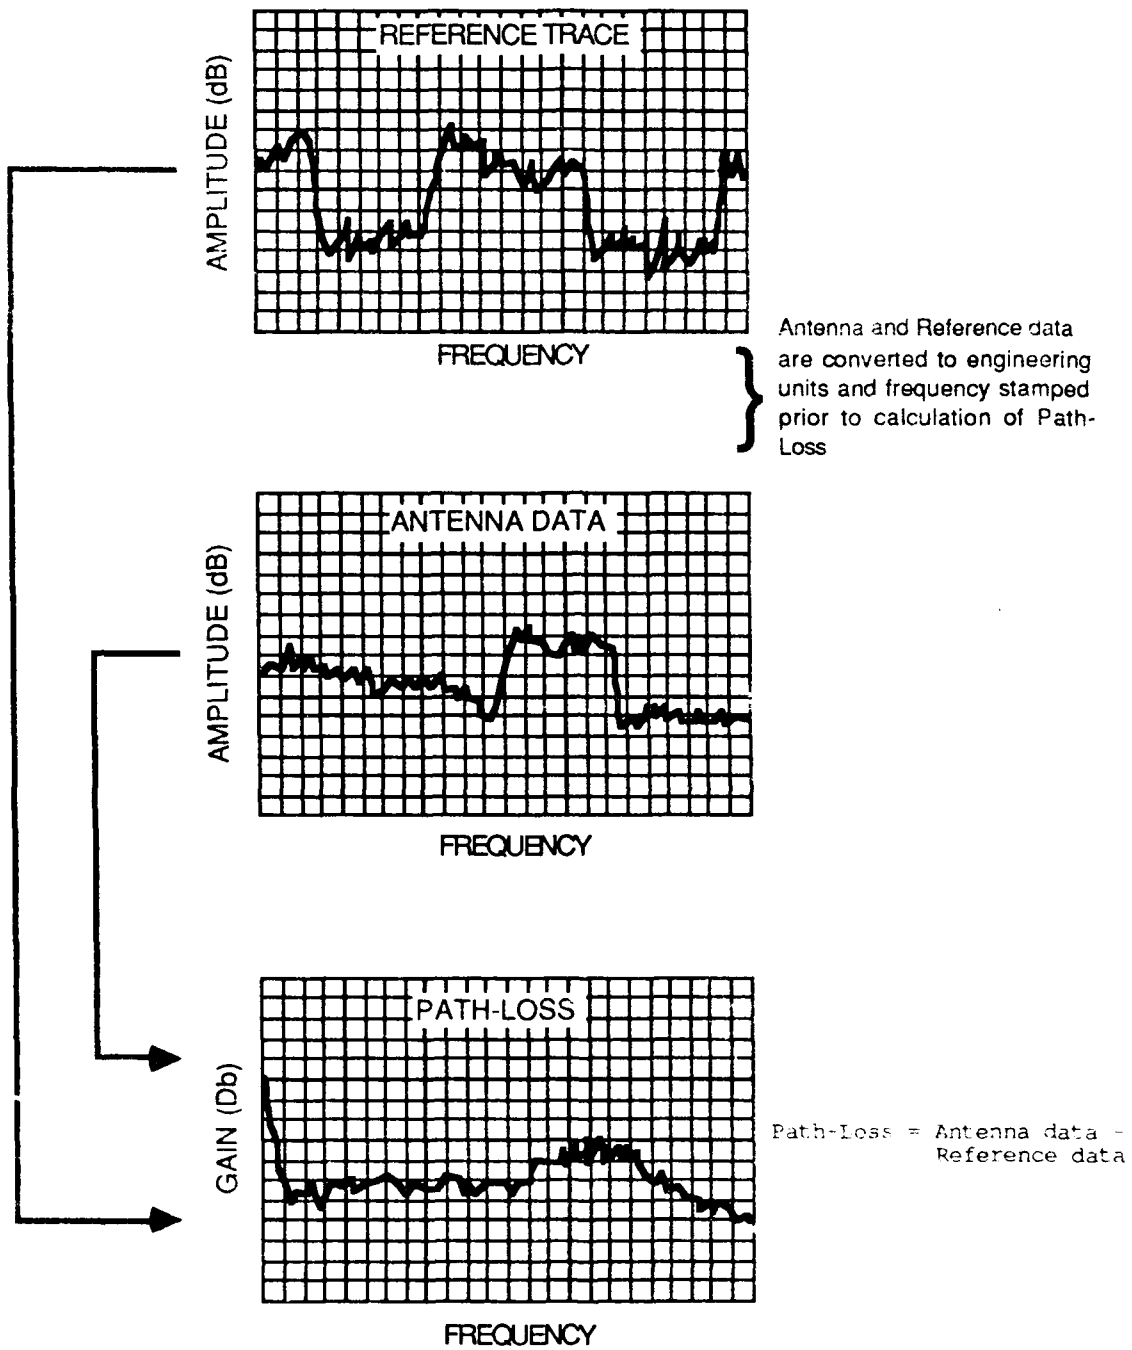 REFERENCE TRACE
AMPLITUDE (dB)
FREQUENCY
Antenna and Reference data
are converted to engineering
units and frequency stamped
prior to calculation of Path-
Loss
ANTENNA DATA
AMPLITUDE (dB)
FREQUENCY
PATH-LOSS
GAIN (Db)
FREQUENCY
Path-Loss = Antenna data -
Reference data